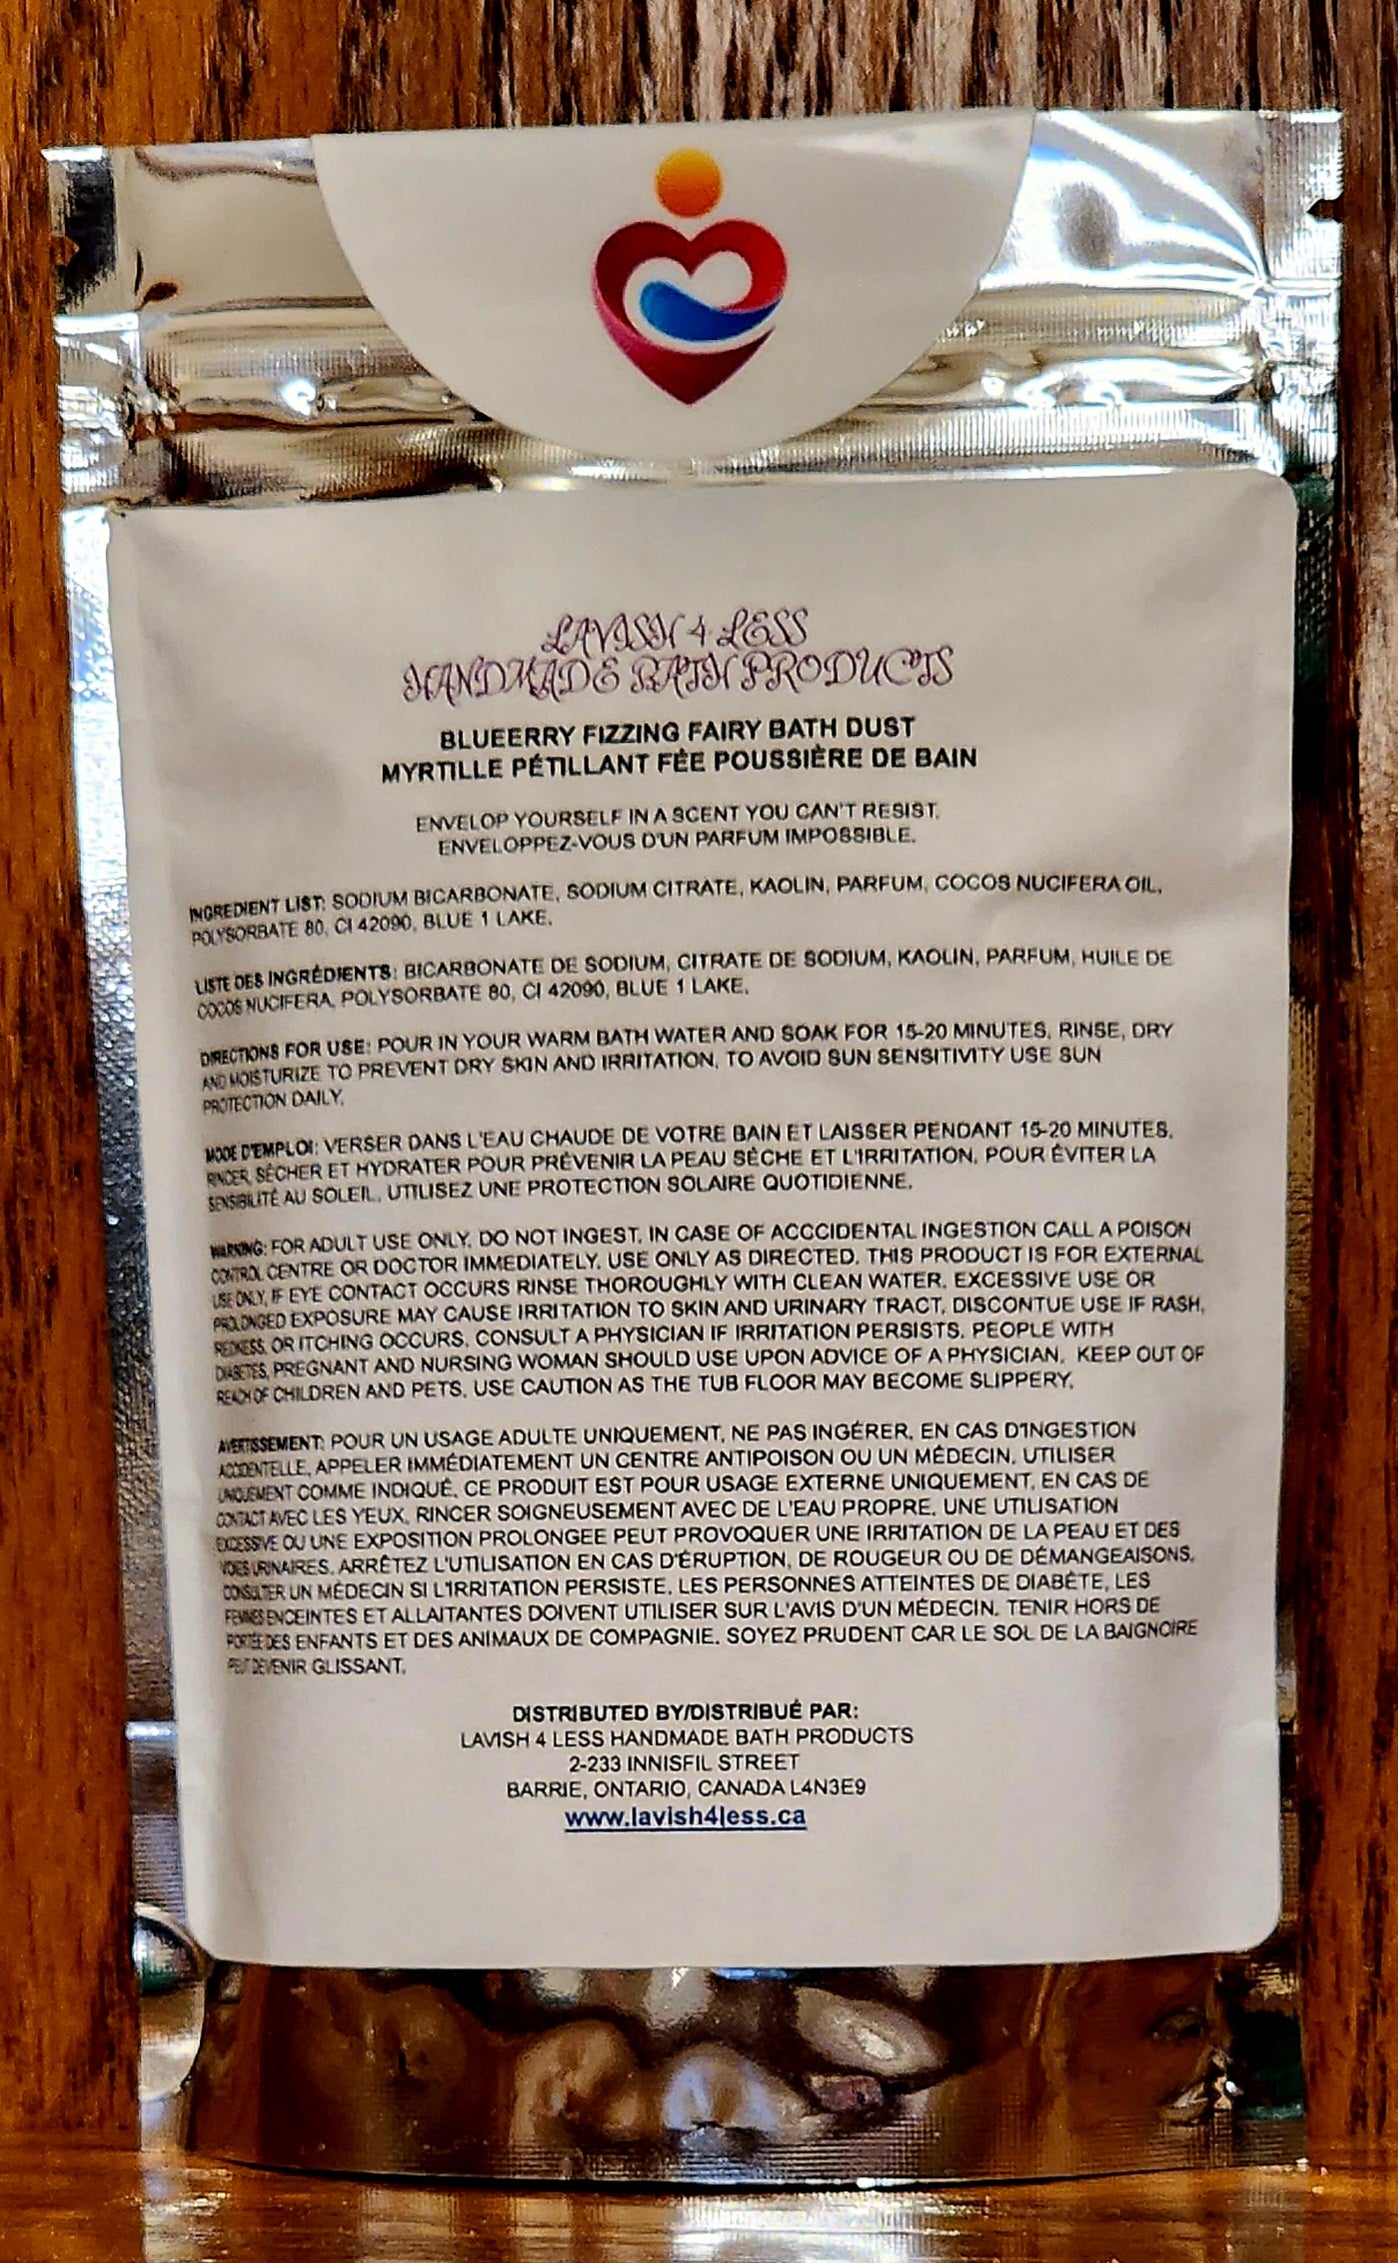 LAVISH 4 LESS
HANDMADE BATH PRODUCTS
BLUEERRY FIZZING FAIRY BATH DUST
MYRTILLE PÉTILLANT FÉE POUSSIÈRE DE BAIN
ENVELOP YOURSELF IN A SCENT YOU CAN'T RESIST.
ENVELOPPEZ-VOUS D'UN PARFUM IMPOSSIBLE.
INGREDIENT LIST: SODIUM BICARBONATE, SODIUM CITRATE, KAOLIN, PARFUM, COCOS NUCIFERA OIL,
POLYSORBATE 80, CI 42090, BLUE 1 LAKE.
LISTE DES INGRÉDIENTS: BICARBONATE DE SODIUM, CITRATE DE SODIUM, KAOLIN, PARFUM, HUILE DE
COCOS NUCIFERA, POLYSORBATE 80, CI 42090, BLUE 1 LAKE.
DIRECTIONS FOR USE: POUR IN YOUR WARM BATH WATER AND SOAK FOR 15-20 MINUTES. RINSE, DRY
AND MOISTURIZE TO PREVENT DRY SKIN AND IRRITATION. TO AVOID SUN SENSITIVITY USE SUN
PROTECTION DAILY.
MODE D'EMPLOI: VERSER DANS L'EAU CHAUDE DE VOTRE BAIN ET LAISSER PENDANT 15-20 MINUTES.
RINCER, SÉCHER ET HYDRATER POUR PRÉVENIR LA PEAU SÈCHE ET L'IRRITATION. POUR ÉVITER LA
SENSIBILITÉ AU SOLEIL, UTILISEZ UNE PROTECTION SOLAIRE QUOTIDIENNE.
WARNING: FOR ADULT USE ONLY. DO NOT INGEST. IN CASE OF ACCCIDENTAL INGESTION CALL A POISON
CONTROL CENTRE OR DOCTOR IMMEDIATELY. USE ONLY AS DIRECTED. THIS PRODUCT IS FOR EXTERNAL
USE ONLY, IF EYE CONTACT OCCURS RINSE THOROUGHLY WITH CLEAN WATER. EXCESSIVE USE OR
PROLONGED EXPOSURE MAY CAUSE IRRITATION TO SKIN AND URINARY TRACT. DISCONTUE USE IF RASH,
REDNESS, OR ITCHING OCCURS. CONSULT A PHYSICIAN IF IRRITATION PERSISTS. PEOPLE WITH
DIABETES, PREGNANT AND NURSING WOMAN SHOULD USE UPON ADVICE OF A PHYSICIAN. KEEP OUT OF
REACH OF CHILDREN AND PETS. USE CAUTION AS THE TUB FLOOR MAY BECOME SLIPPERY.
AVERTISSEMENT: POUR UN USAGE ADULTE UNIQUEMENT, NE PAS INGÉRER. EN CAS D'INGESTION
ACCIDENTELLE, APPELER IMMÉDIATEMENT UN CENTRE ANTIPOISON OU UN MÉDECIN. UTILISER
UNIQUEMENT COMME INDIQUÉ. CE PRODUIT EST POUR USAGE EXTERNE UNIQUEMENT, EN CAS DE
CONTACT AVEC LES YEUX, RINCER SOIGNEUSEMENT AVEC DE L'EAU PROPRE. UNE UTILISATION
EXCESSIVE OU UNE EXPOSITION PROLONGEE PEUT PROVOQUER UNE IRRITATION DE LA PEAU ET DES
VOIES URINAIRES. ARRÊTEZ L'UTILISATION EN CAS D'ÉRUPTION, DE ROUGEUR OU DE DÉMANGEAISONS.
CONSULTER UN MÉDECIN SI L'IRRITATION PERSISTE. LES PERSONNES ATTEINTES DE DIABÈTE, LES
FEMMES ENCEINTES ET ALLAITANTES DOIVENT UTILISER SUR L'AVIS D'UN MÉDECIN. TENIR HORS DE
PORTÉE DES ENFANTS ET DES ANIMAUX DE COMPAGNIE. SOYEZ PRUDENT CAR LE SOL DE LA BAIGNOIRE
PEUT DEVENIR GLISSANT.
DISTRIBUTED BY/DISTRIBUÉ PAR:
LAVISH 4 LESS HANDMADE BATH PRODUCTS
2-233 INNISFIL STREET
BARRIE, ONTARIO, CANADA L4N3E9
www.lavish4less.ca